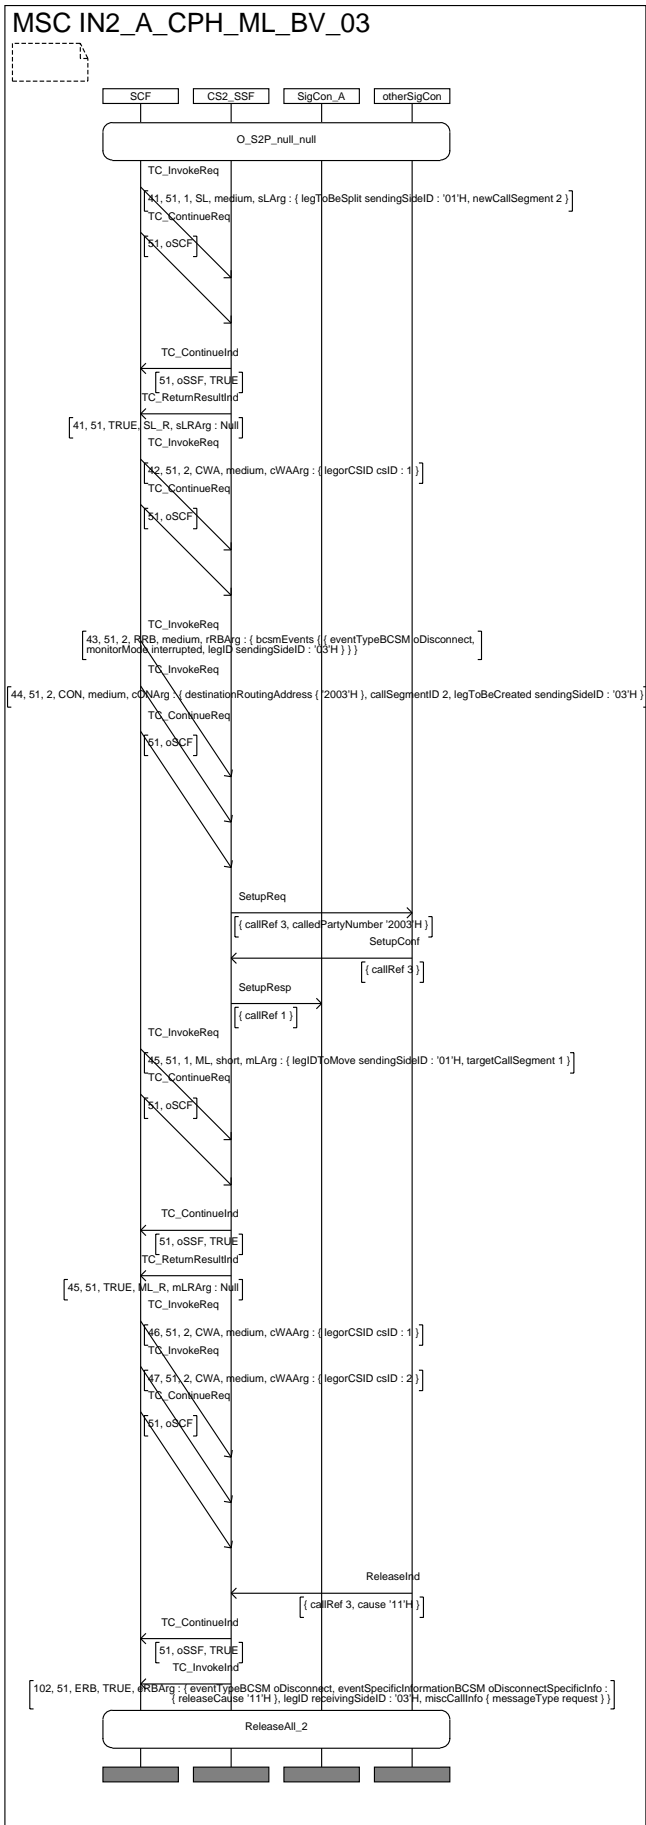 MSC IN2_A_CPH_ML_BV_03
SCF CS2_SSF SigCon_A otherSigCon
O_S2P_null_null
TC_InvokeReq
41, 51, 1, SL, medium, sLArg : { legToBeSplit sendingSideID : '01'H, newCallSegment 2 }
TC_ContinueReq
51, oSCF
TC_ContinueInd
51, oSSF, TRUE
TC_ReturnResultInd
41, 51, TRUE, SL_R, sLRArg : Null
TC_InvokeReq
42, 51, 2, CWA, medium, cWAArg : { legorCSID csID : 1 }
TC_ContinueReq
51, oSCF
TC_InvokeReq
43, 51, 2, RRB, medium, rRBArg : { bcsmEvents { { eventTypeBCSM oDisconnect,
monitorMode interrupted, legID sendingSideID : '03'H } } }
TC_InvokeReq
44, 51, 2, CON, medium, cONArg : { destinationRoutingAddress { '2003'H }, callSegmentID 2, legToBeCreated sendingSideID : '03'H }
TC_ContinueReq
51, oSCF
SetupReq
{ callRef 3, calledPartyNumber '2003'H }
SetupConf
{ callRef 3 }
SetupResp
{ callRef 1 }
TC_InvokeReq
45, 51, 1, ML, short, mLArg : { legIDToMove sendingSideID : '01'H, targetCallSegment 1 }
TC_ContinueReq
51, oSCF
TC_ContinueInd
51, oSSF, TRUE
TC_ReturnResultInd
45, 51, TRUE, ML_R, mLRArg : Null
TC_InvokeReq
46, 51, 2, CWA, medium, cWAArg : { legorCSID csID : 1 }
TC_InvokeReq
47, 51, 2, CWA, medium, cWAArg : { legorCSID csID : 2 }
TC_ContinueReq
51, oSCF
ReleaseInd
{ callRef 3, cause '11'H }
TC_ContinueInd
51, oSSF, TRUE
TC_InvokeInd
102, 51, ERB, TRUE, eRBArg : { eventTypeBCSM oDisconnect, eventSpecificInformationBCSM oDisconnectSpecificInfo :
{ releaseCause '11'H }, legID receivingSideID : '03'H, miscCallInfo { messageType request } }
ReleaseAll_2